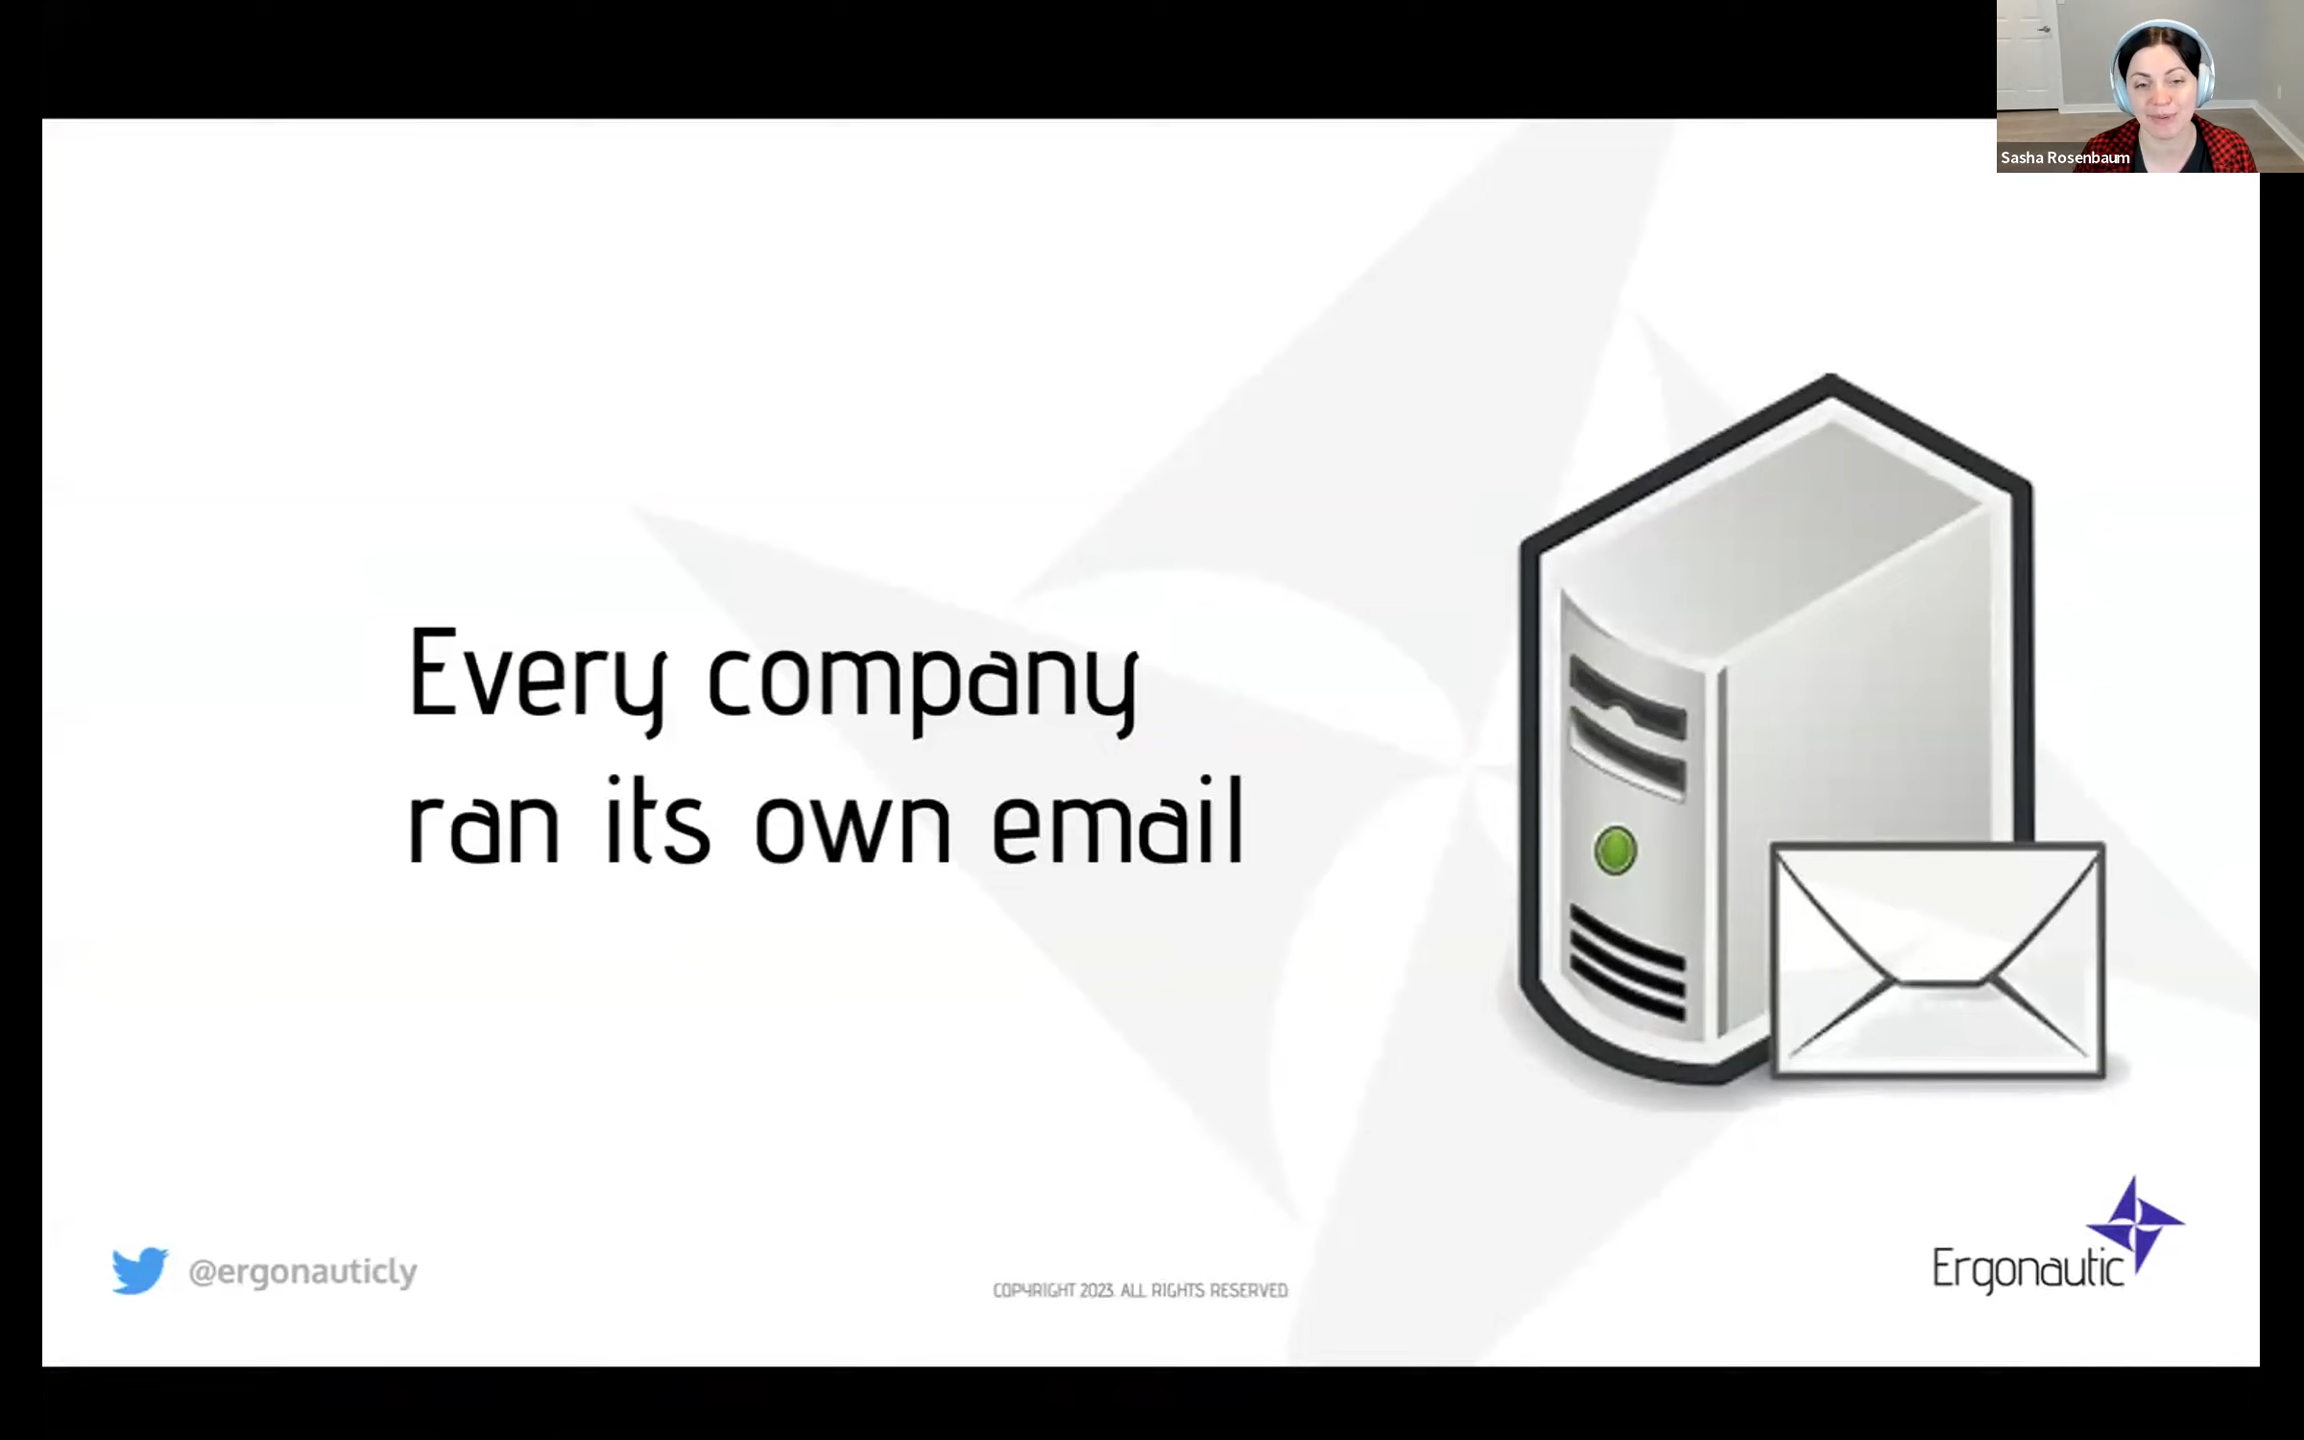 Sasha Rosenbaum
Every company
ran its own email
@ergonauticly
COPYRIGHT 2023. ALL RIGHTS RESERVED
Ergonautic